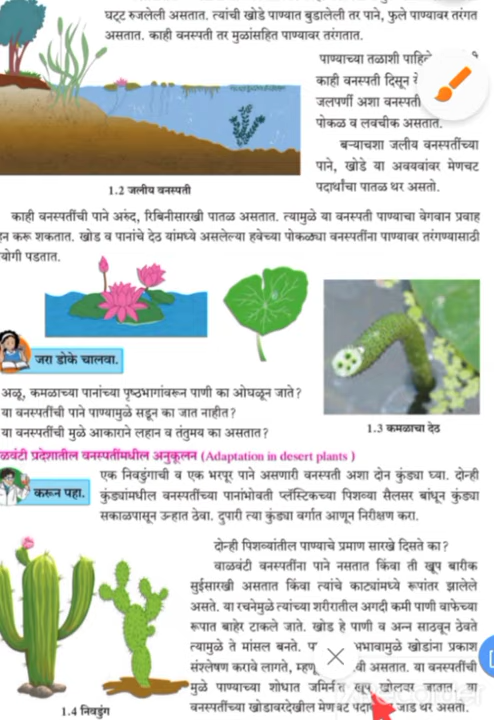 घट्ट रुजलेली असतात. त्यांची खोडे पाण्यात बुडालेली तर पाने, फुले पाण्यावर तरंगत
असतात. काही वनस्पती तर मुळांसहित पाण्यावर तरंगतात.
पाण्याच्या तळाशी
काही वनस्पती दिसून
जलपर्णी अशा वनस्पती
पोकळ व लवचीक असतात.
बऱ्याचशा जलीय वनस्पतींच्या
पाने, खोडे या अवयवांवर मेणचट
पदार्थांचा पातळ थर असतो.
1.2 जलीय वनस्पती
काही वनस्पतींची पाने अरुंद, रिबिनीसारखी पातळ असतात. त्यामुळे या वनस्पती पाण्याचा वेगवान प्रवाह
करू शकतात. खोड व पानांचे देठ यांमध्ये असलेल्या हवेच्या पोकळ्या वनस्पतींना पाण्यावर तरंगण्यासाठी
पडतात.
जरा डोके चालवा.
अळू, कमळाच्या पानांच्या पृष्ठभागांवरून पाणी का ओघळून जाते ?
या वनस्पतींची पाने पाण्यामुळे सडून का जात नाहीत ?
या वनस्पतींची मुळे आकाराने लहान व तंतुमय का असतात ?
1.3 कमळाचा देठ
प्रदेशातील वनस्पतींमधील अनुकूलन (Adaptation in desert plants )
करून पहा.
एक निवडुंगाची व एक भरपूर पाने असणारी वनस्पती अशा दोन कुंड्या घ्या. दोन्ही
कुंड्यांमधील वनस्पतींच्या पानांभोवती प्लॅस्टिकच्या पिशव्या सैलसर बांधून कुंड्या
सकाळपासून उन्हात ठेवा. दुपारी त्या कुंड्या वर्गात आणून निरीक्षण करा.
दोन्ही पिशव्यांतील पाण्याचे प्रमाण सारखे दिसते का ?
वाळवंटी वनस्पतींना पाने नसतात किंवा ती खूप बारीक
सुईसारखी असतात किंवा त्यांचे काट्यांमध्ये रूपांतर झालेले
असते. या रचनेमुळे त्यांच्या शरीरातील अगदी कमी पाणी वाफेच्या
रूपात बाहेर टाकले जाते. खोड हे पाणी व अन्न साठवून ठेवते
त्यामुळे ते मांसल बनते. अभावामुळे खोडांना प्रकाश
संश्लेषण करावे लागते, असतात. या वनस्पतींची
मुळे पाण्याच्या शोधात जमिनीत खूप खोलवर जातात. या
वनस्पतींच्या खोडावरदेखील मेणचट जाड थर असतो.
1.4 निवडुंग